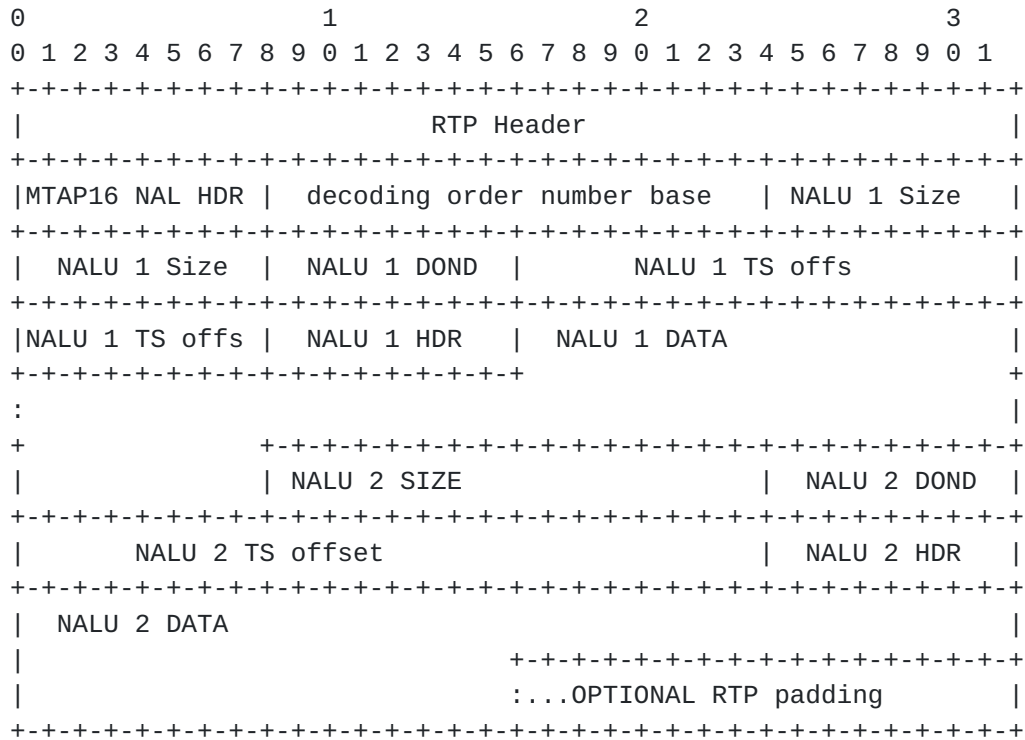 0                   1                   2                   3
0 1 2 3 4 5 6 7 8 9 0 1 2 3 4 5 6 7 8 9 0 1 2 3 4 5 6 7 8 9 0 1
+-+-+-+-+-+-+-+-+-+-+-+-+-+-+-+-+-+-+-+-+-+-+-+-+-+-+-+-+-+-+-+-+
|                          RTP Header                           |
+-+-+-+-+-+-+-+-+-+-+-+-+-+-+-+-+-+-+-+-+-+-+-+-+-+-+-+-+-+-+-+-+
|MTAP16 NAL HDR |  decoding order number base   | NALU 1 Size   |
+-+-+-+-+-+-+-+-+-+-+-+-+-+-+-+-+-+-+-+-+-+-+-+-+-+-+-+-+-+-+-+-+
|  NALU 1 Size  |  NALU 1 DOND  |       NALU 1 TS offs          |
+-+-+-+-+-+-+-+-+-+-+-+-+-+-+-+-+-+-+-+-+-+-+-+-+-+-+-+-+-+-+-+-+
|NALU 1 TS offs |  NALU 1 HDR   |  NALU 1 DATA                  |
+-+-+-+-+-+-+-+-+-+-+-+-+-+-+-+-+                               +
:                                                               |
+               +-+-+-+-+-+-+-+-+-+-+-+-+-+-+-+-+-+-+-+-+-+-+-+-+
|               | NALU 2 SIZE                   |  NALU 2 DOND  |
+-+-+-+-+-+-+-+-+-+-+-+-+-+-+-+-+-+-+-+-+-+-+-+-+-+-+-+-+-+-+-+-+
|       NALU 2 TS offset                        |  NALU 2 HDR   |
+-+-+-+-+-+-+-+-+-+-+-+-+-+-+-+-+-+-+-+-+-+-+-+-+-+-+-+-+-+-+-+-+
|  NALU 2 DATA                                                  |
|                               +-+-+-+-+-+-+-+-+-+-+-+-+-+-+-+-+
|                               :...OPTIONAL RTP padding        |
+-+-+-+-+-+-+-+-+-+-+-+-+-+-+-+-+-+-+-+-+-+-+-+-+-+-+-+-+-+-+-+-+